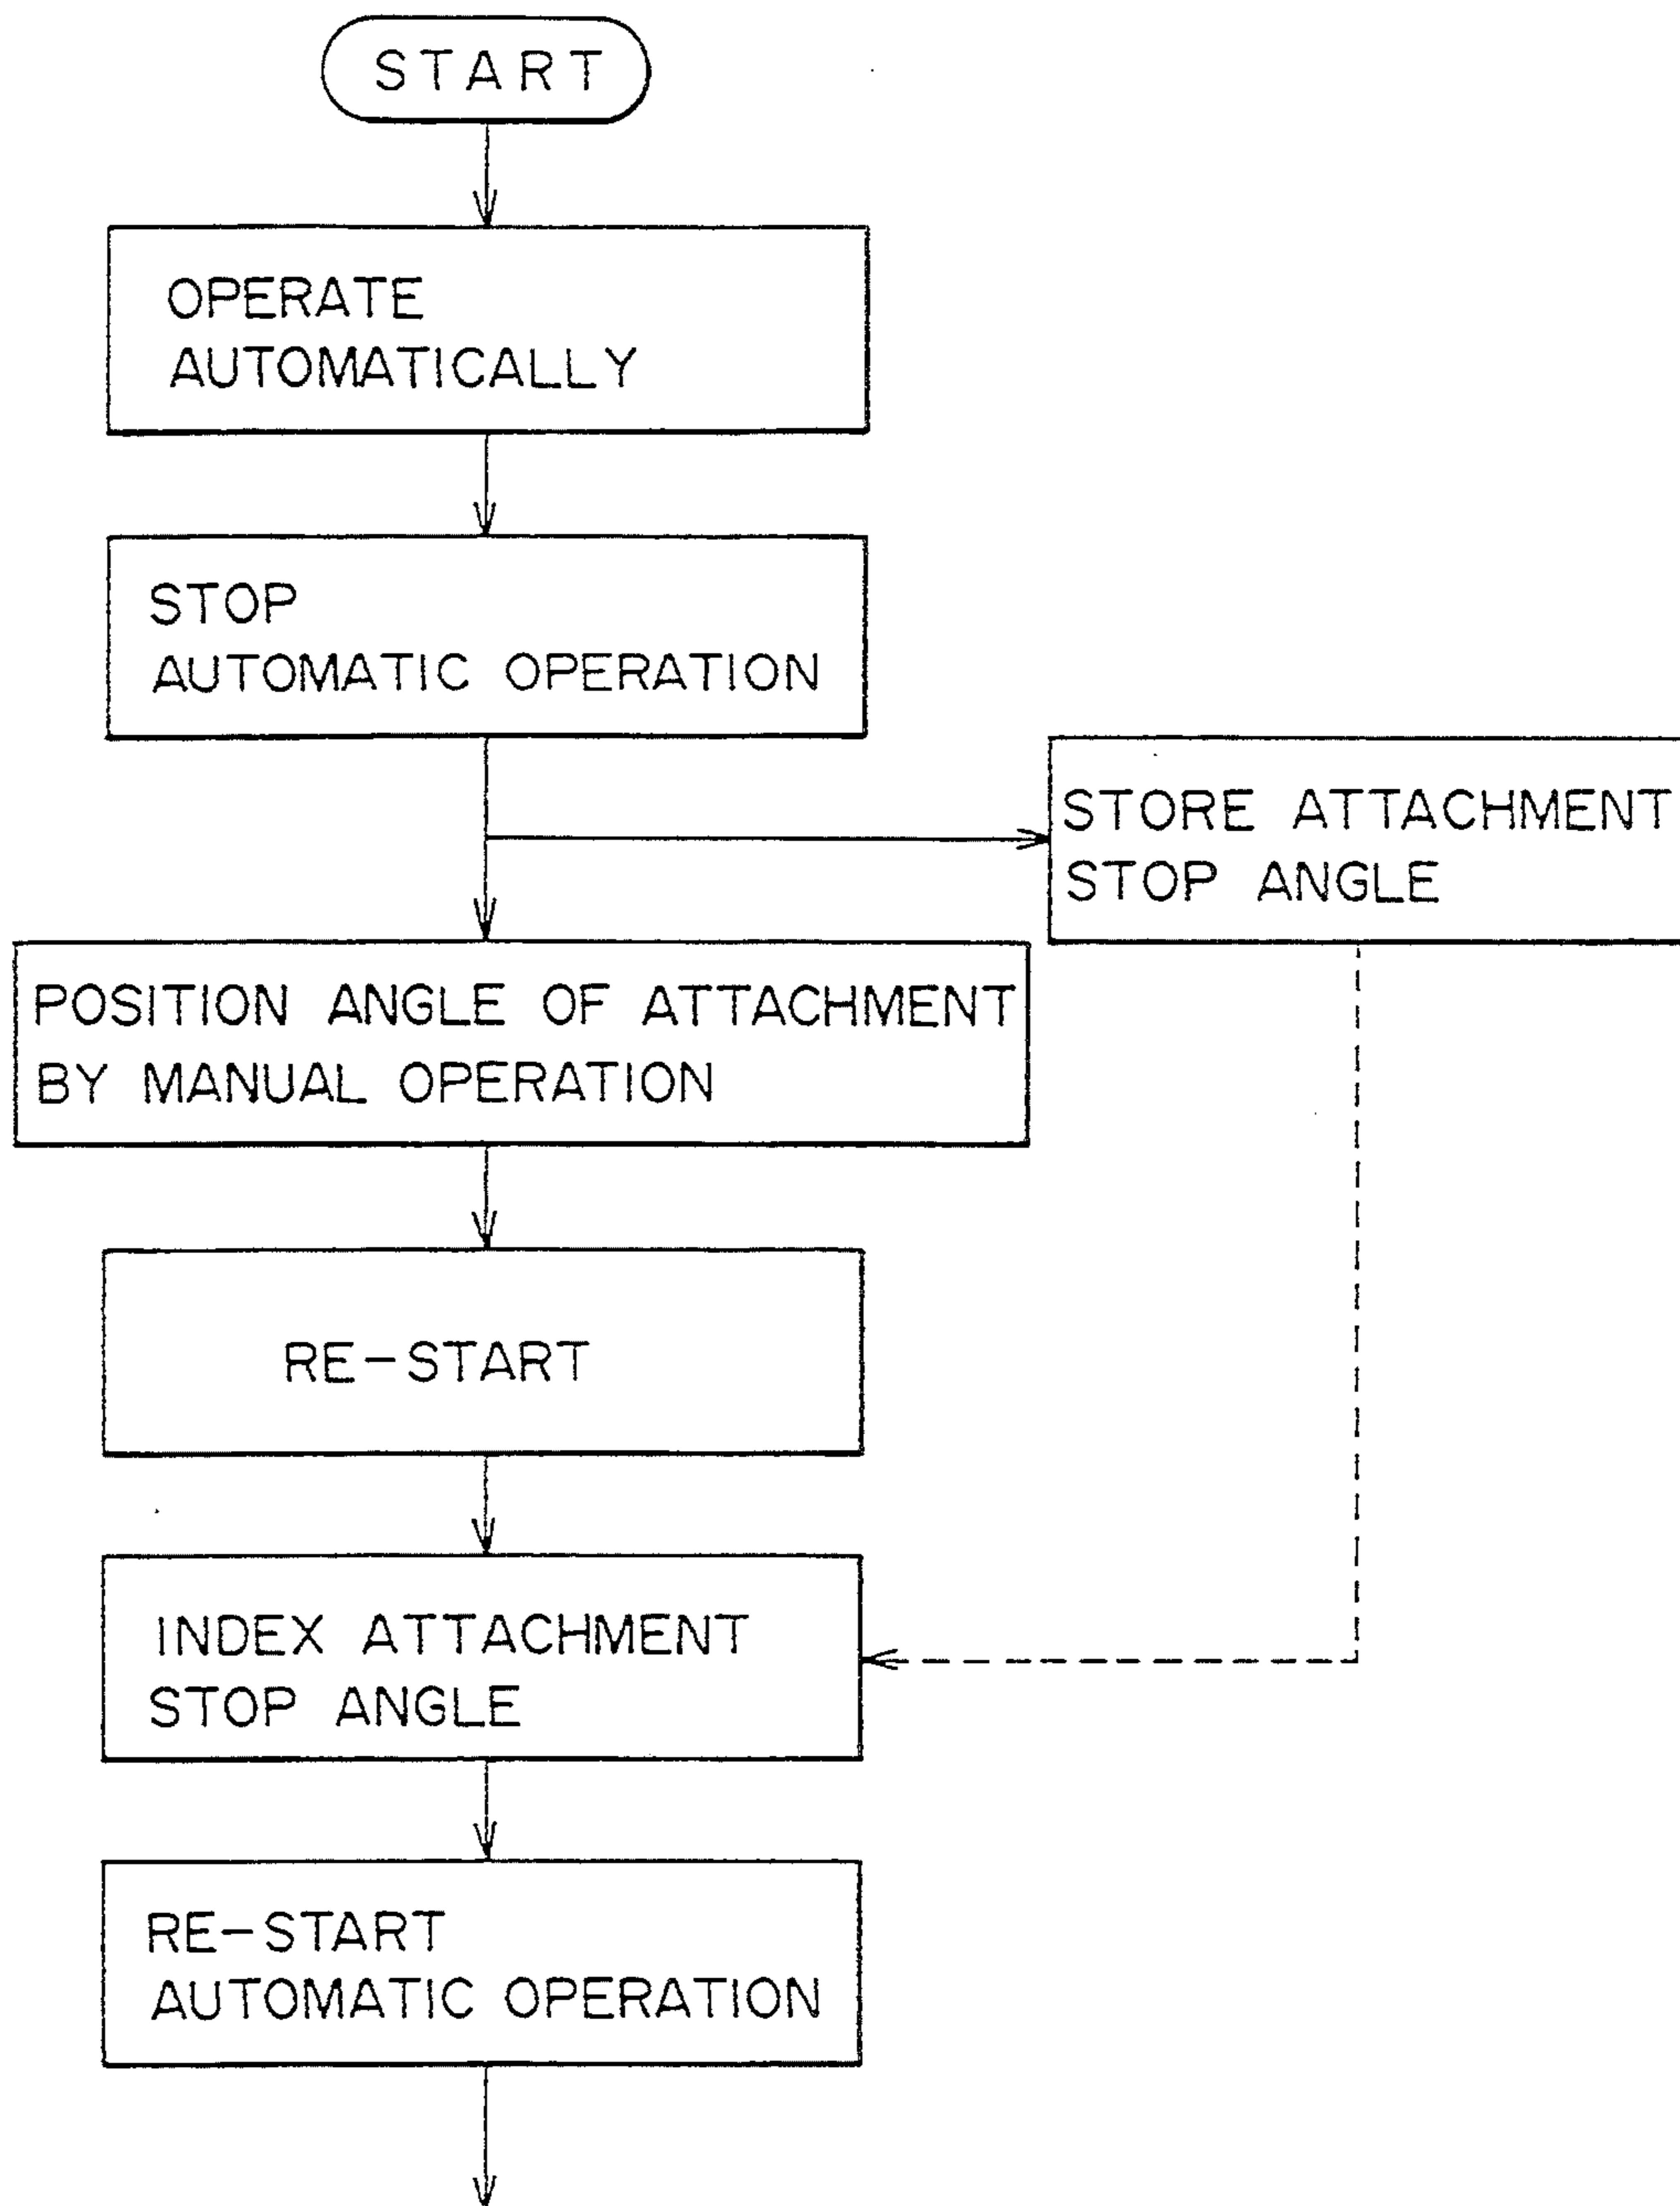 START
OPERATE
AUTOMATICALLY
STOP
AUTOMATIC OPERATION
STORE ATTACHMENT
STOP ANGLE
POSITION ANGLE OF ATTACHMENT
BY MANUAL OPERATION
RE-START
INDEX ATTACHMENT
STOP ANGLE
RE-START
AUTOMATIC OPERATION